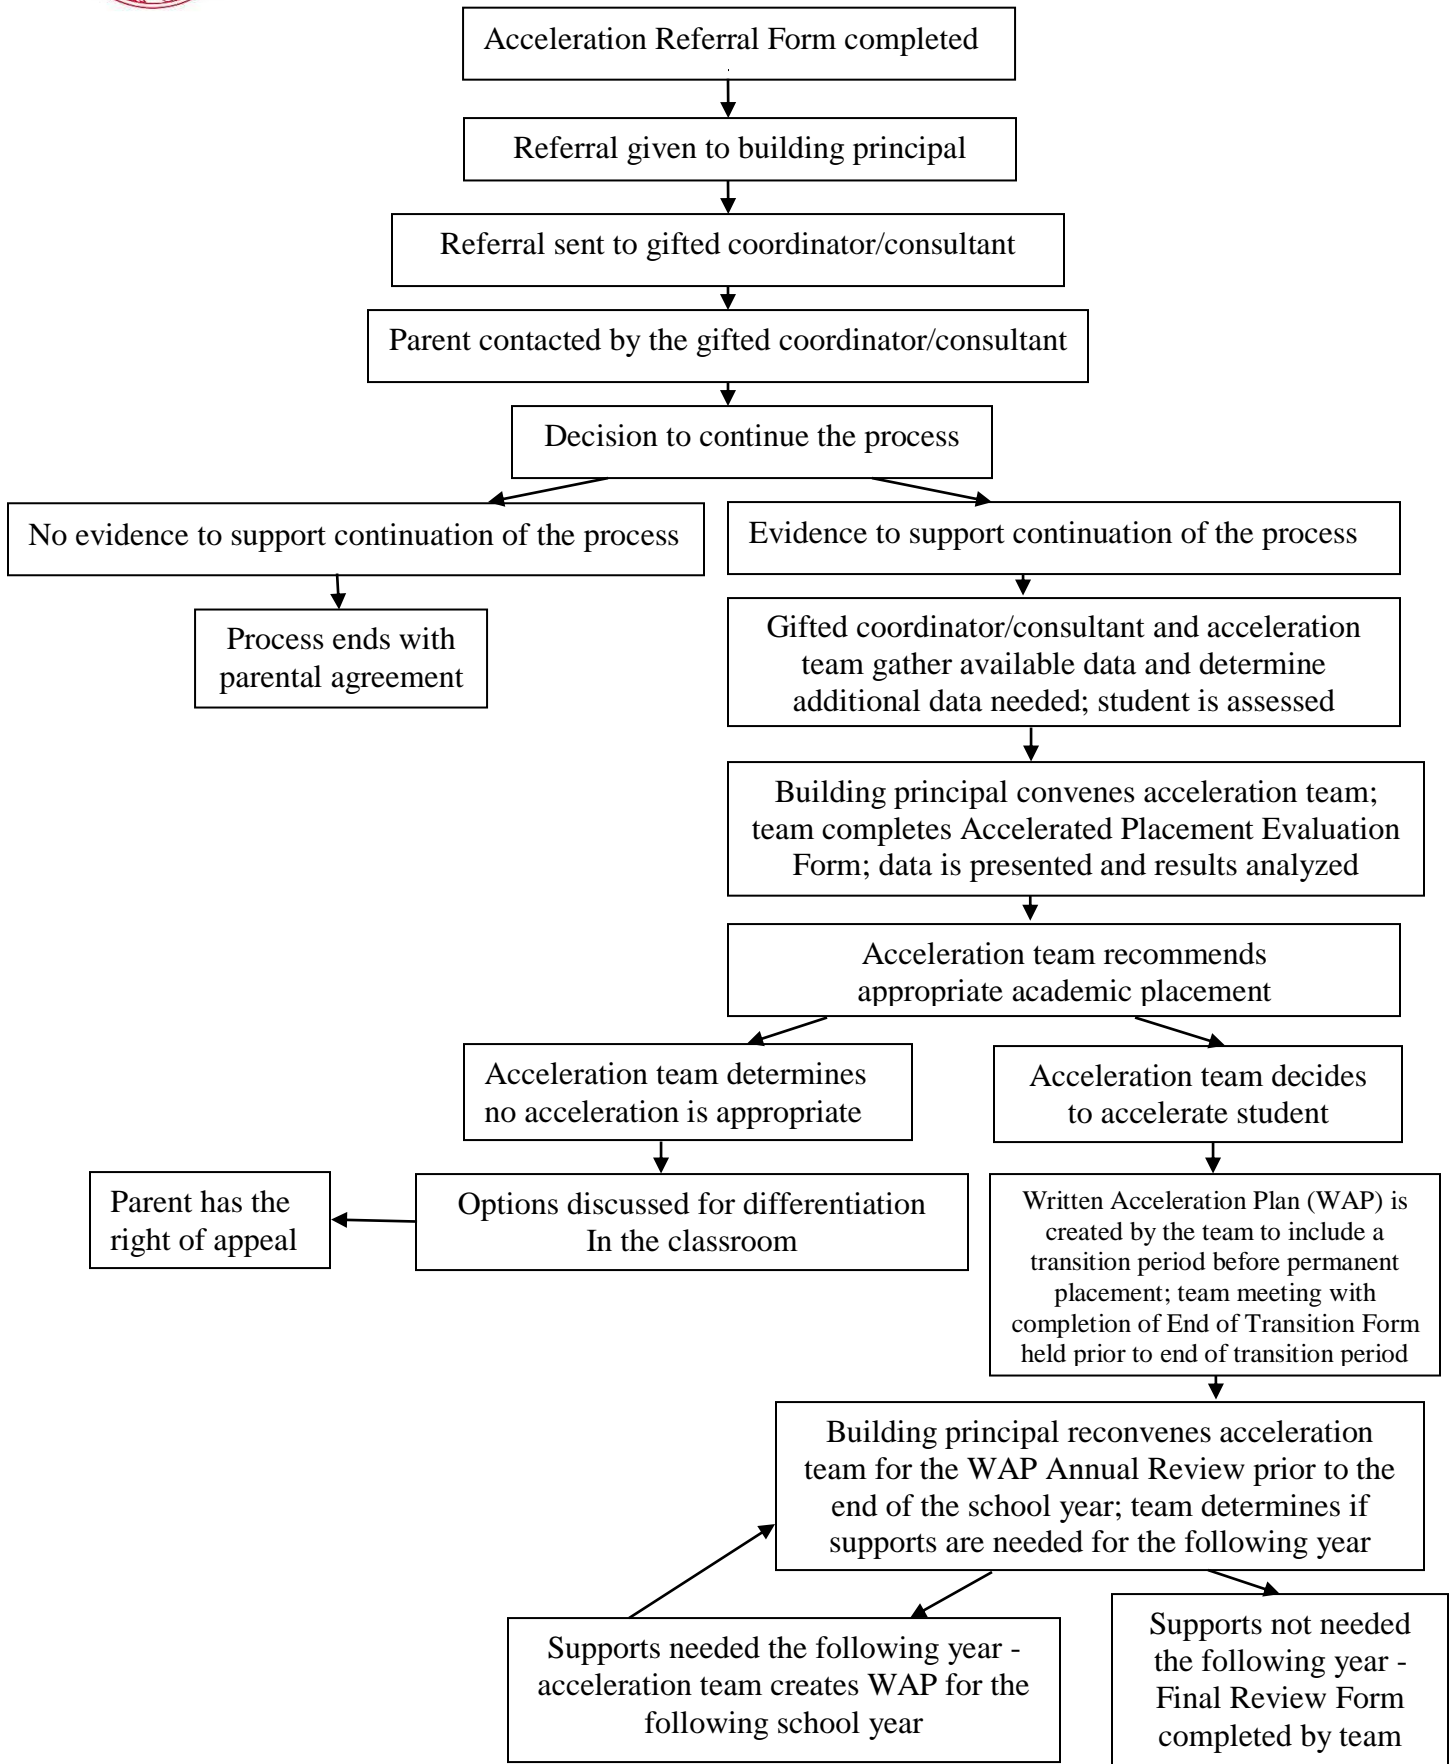 Acceleration Referral Form completed
Referral given to building principal
Referral sent to gifted coordinator/consultant
Parent contacted by the gifted coordinator/consultant
Decision to continue the process
No evidence to support continuation of the process
Evidence to support continuation of the process
Process ends with
parental agreement
Gifted coordinator/consultant and acceleration
team gather available data and determine
additional data needed; student is assessed
Building principal convenes acceleration team;
team completes Accelerated Placement Evaluation
Form; data is presented and results analyzed
Acceleration team recommends
appropriate academic placement
Acceleration team determines
no acceleration is appropriate
Acceleration team decides
to accelerate student
Parent has the
right of appeal
Options discussed for differentiation
In the classroom
Written Acceleration Plan (WAP) is
created by the team to include a
transition period before permanent
placement; team meeting with
completion of End of Transition Form
held prior to end of transition period
Building principal reconvenes acceleration
team for the WAP Annual Review prior to the
end of the school year; team determines if
supports are needed for the following year
Supports needed the following year -
acceleration team creates WAP for the
following school year
Supports not needed
the following year -
Final Review Form
completed by team